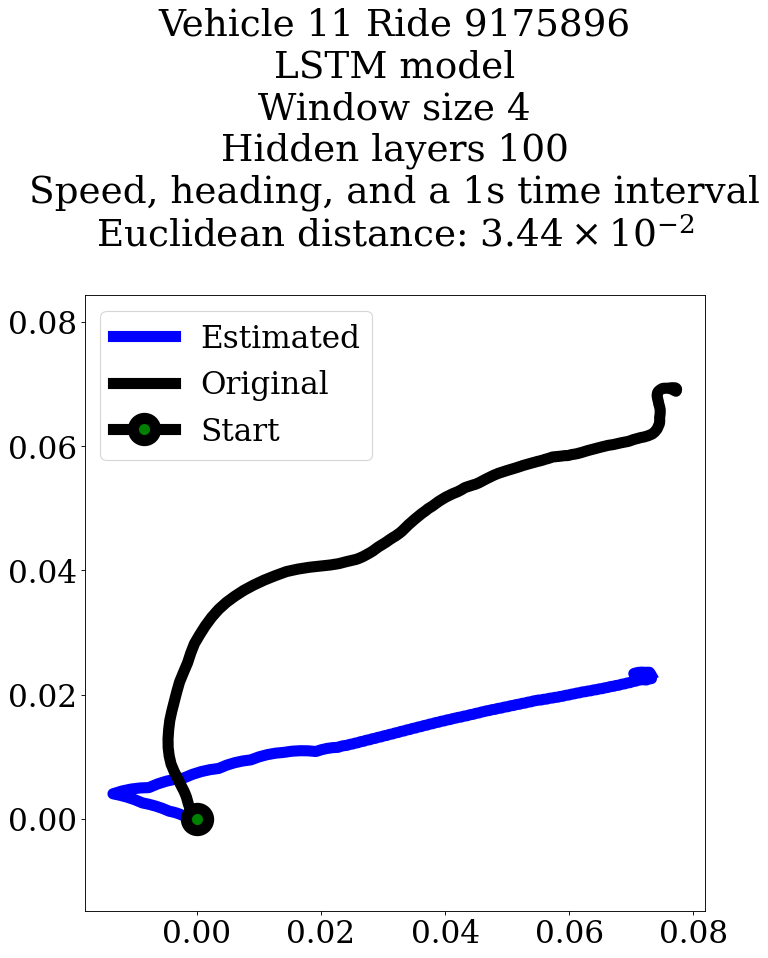 Vehicle 11 Ride 9175896
LSTM model
Window size 4
Hidden layers 100
Speed, heading, and a 1s time interval
Euclidean distance: 3.44 × 10⁻²
0.08
0.06
0.04
0.02
0.00
Estimated
Original
Start
0.00 0.02 0.04 0.06 0.08